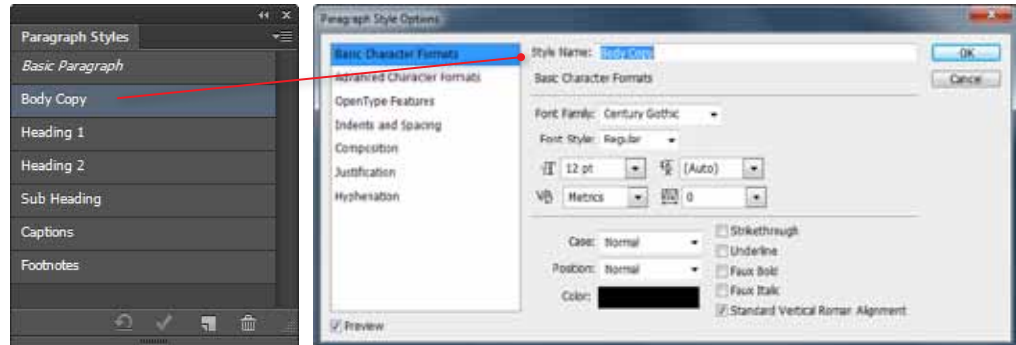 Paragraph Styles
Basic Paragraph
Body Copy
Heading 1
Heading 2
Sub Heading
Captions
Footnotes
Paragraph Style Options
Basic Character Formats
Advanced Character Formats
OpenType Features
Indents and Spacing
Composition
Justification
Hyphenation
Preview
Style Name: Body Copy
Basic Character Formats
Font Family: Century Gothic
Font Style: Regular
12 pt (Auto)
Metrics 0
Case: Normal
Position: Normal
Color:
Strikethrough
Underline
Faux Bold
Faux Italic
Standard Vertical Roman Alignment
OK
Cancel